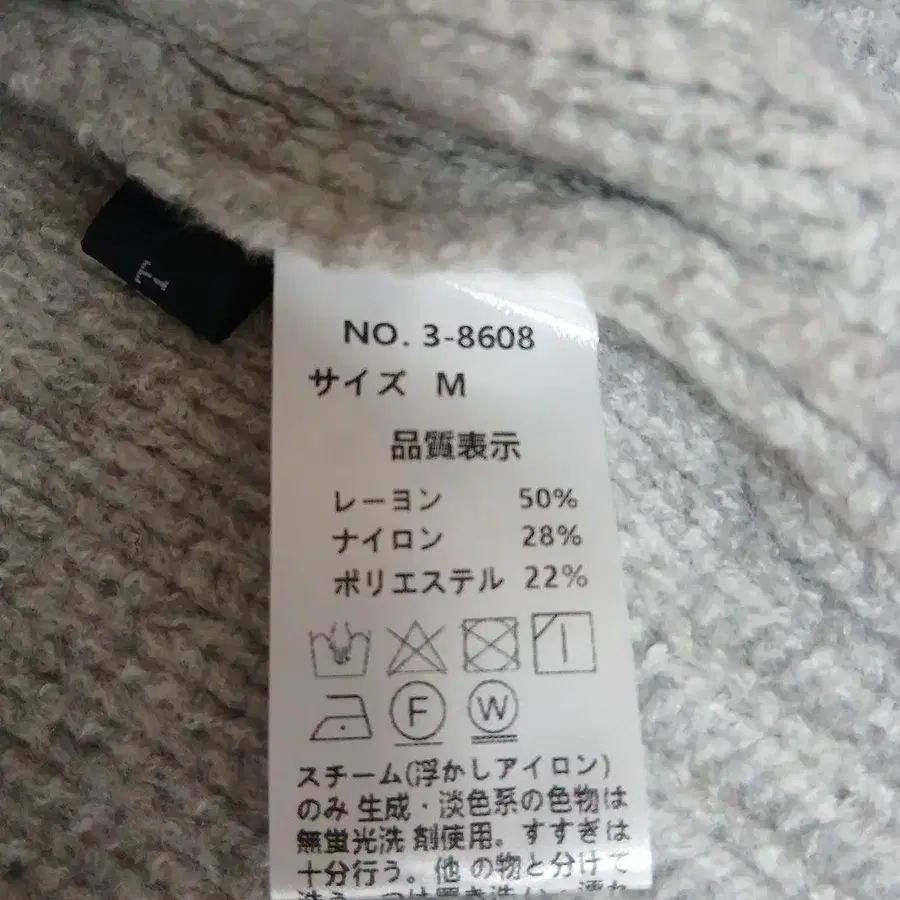 NO. 3-8608
サイズ M
品質表示
レーヨン 50%
ナイロン 28%
ポリエステル 22%
F W
スチーム(浮かしアイロン)
のみ 生成・淡色系の色物は
無蛍光洗 剤使用。すすぎは
十分行う。他 の物と分けて
T